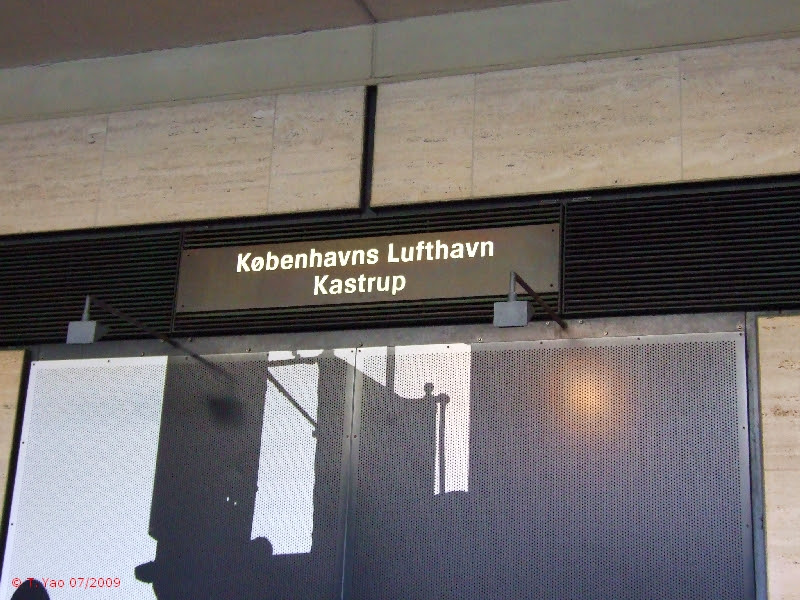 Københavns Lufthavn
Kastrup
© T. Yao 07/2009